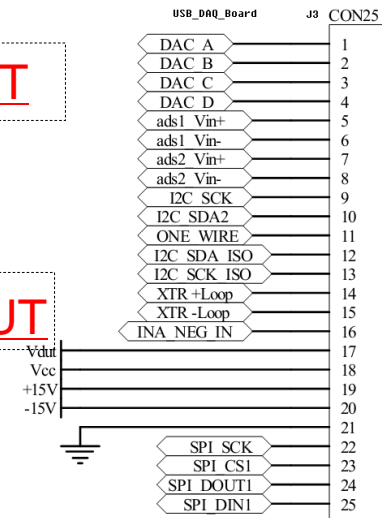 USB_DAQ_Board J3 CON25
DAC A 1
T
DAC B 2
DAC C 3
DAC D 4
ads1 Vin+ 5
ads1 Vin- 6
ads2 Vin+ 7
ads2 Vin- 8
I2C SCK 9
I2C SDA2 10
ONE WIRE 11
I2C SDA ISO 12
I2C SCK ISO 13
XTR +Loop 14
XTR -Loop 15
UT
INA NEG IN 16
Vdut 17
Vcc 18
+15V 19
-15V 20
21
SPI SCK 22
SPI CS1 23
SPI DOUT1 24
SPI DIN1 25